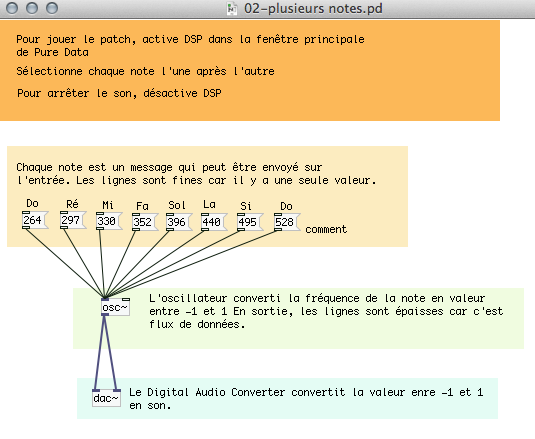 02-plusieurs notes.pd
Pour jouer le patch, active DSP dans la fenêtre principale
de Pure Data
Sélectionne chaque note l'une après l'autre
Pour arrêter le son, désactive DSP
Chaque note est un message qui peut être envoyé sur
l'entrée. Les lignes sont fines car il y a une seule valeur.
Do Ré Mi Fa Sol La Si Do
264 297 330 352 396 440 495 528
comment
osc~
L'oscillateur converti la fréquence de la note en valeur
entre -1 et 1 En sortie, les lignes sont épaisses car c'est
flux de données.
dac~
Le Digital Audio Converter convertit la valeur enre -1 et 1
en son.